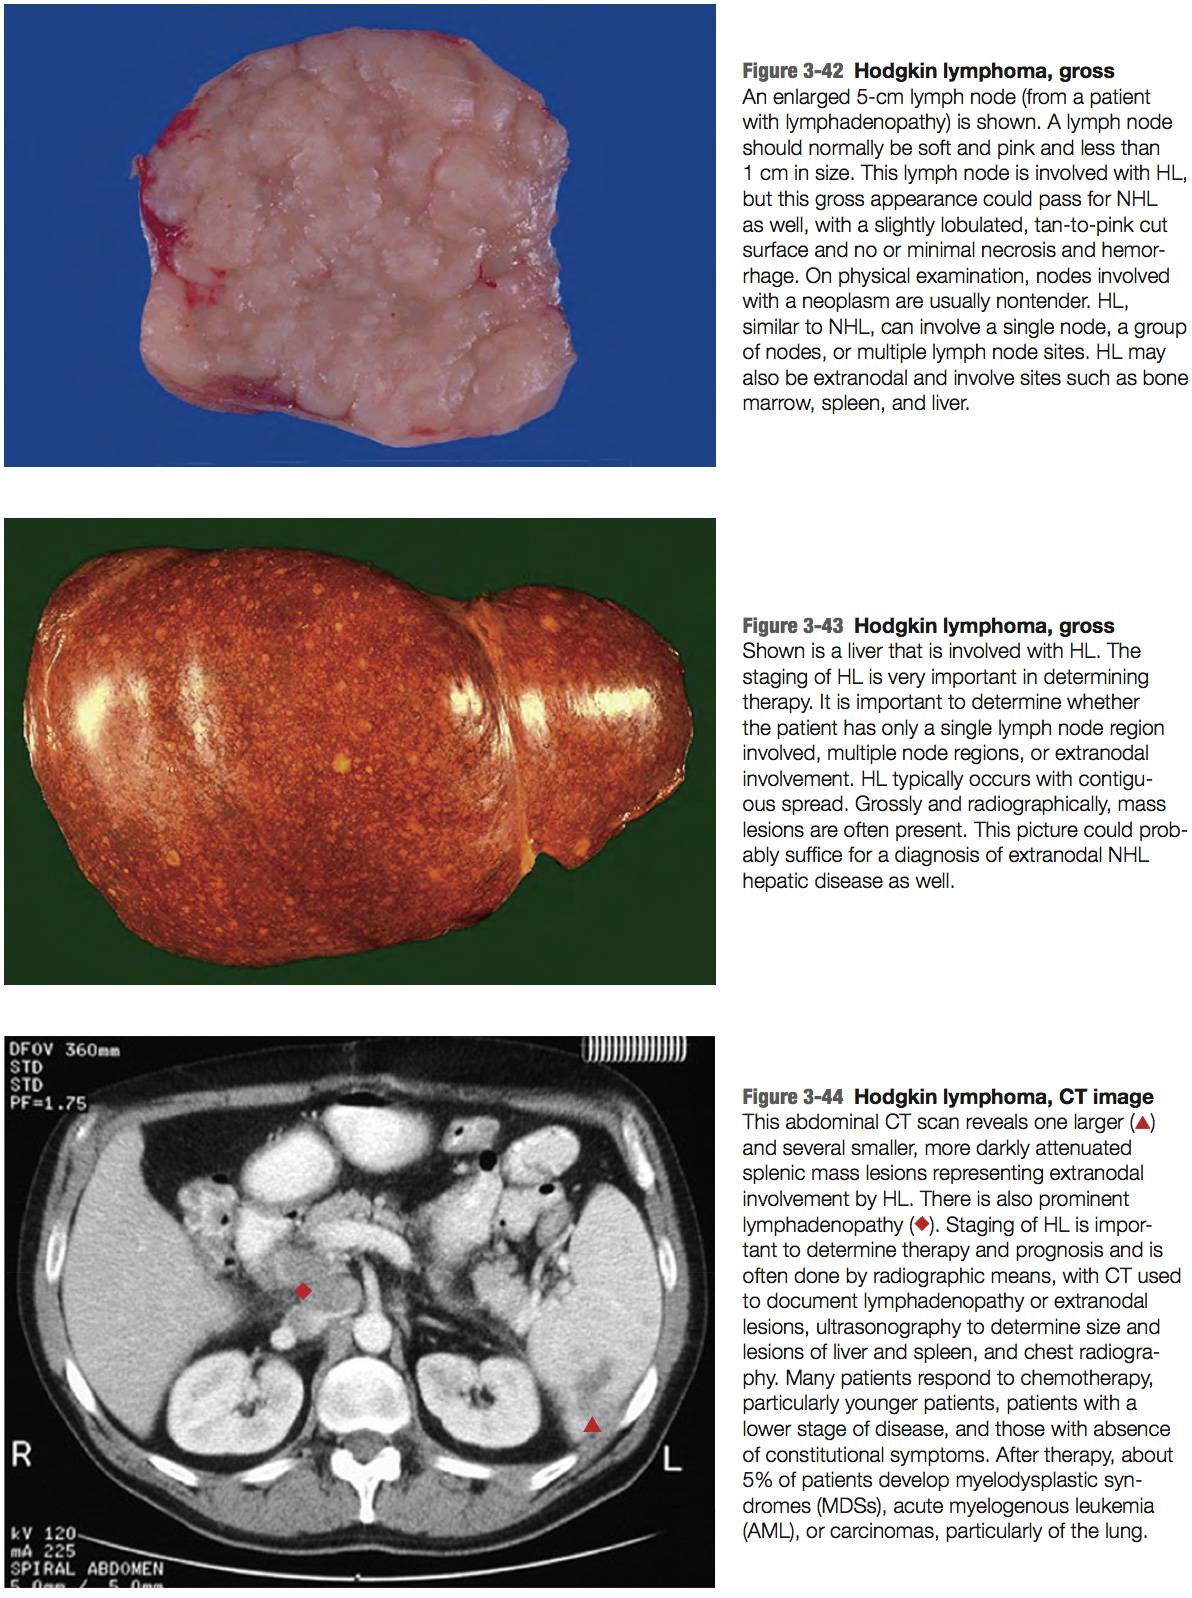 Figure 3-42 Hodgkin lymphoma, gross
An enlarged 5-cm lymph node (from a patient
with lymphadenopathy) is shown. A lymph node
should normally be soft and pink and less than
1 cm in size. This lymph node is involved with HL,
but this gross appearance could pass for NHL
as well, with a slightly lobulated, tan-to-pink cut
surface and no or minimal necrosis and hemor-
rhage. On physical examination, nodes involved
with a neoplasm are usually nontender. HL,
similar to NHL, can involve a single node, a group
of nodes, or multiple lymph node sites. HL may
also be extranodal and involve sites such as bone
marrow, spleen, and liver.
Figure 3-43 Hodgkin lymphoma, gross
Shown is a liver that is involved with HL. The
staging of HL is very important in determining
therapy. It is important to determine whether
the patient has only a single lymph node region
involved, multiple node regions, or extranodal
involvement. HL typically occurs with contigu-
ous spread. Grossly and radiographically, mass
lesions are often present. This picture could prob-
ably suffice for a diagnosis of extranodal NHL
hepatic disease as well.
DFOV 360mm
STD
STD
PF=1.75
R
L
kV 120
mA 225
SPIRAL ABDOMEN
5.0mm / 5.0mm
Figure 3-44 Hodgkin lymphoma, CT image
This abdominal CT scan reveals one larger (▲)
and several smaller, more darkly attenuated
splenic mass lesions representing extranodal
involvement by HL. There is also prominent
lymphadenopathy (◆). Staging of HL is impor-
tant to determine therapy and prognosis and is
often done by radiographic means, with CT used
to document lymphadenopathy or extranodal
lesions, ultrasonography to determine size and
lesions of liver and spleen, and chest radiogra-
phy. Many patients respond to chemotherapy,
particularly younger patients, patients with a
lower stage of disease, and those with absence
of constitutional symptoms. After therapy, about
5% of patients develop myelodysplastic syn-
dromes (MDSs), acute myelogenous leukemia
(AML), or carcinomas, particularly of the lung.